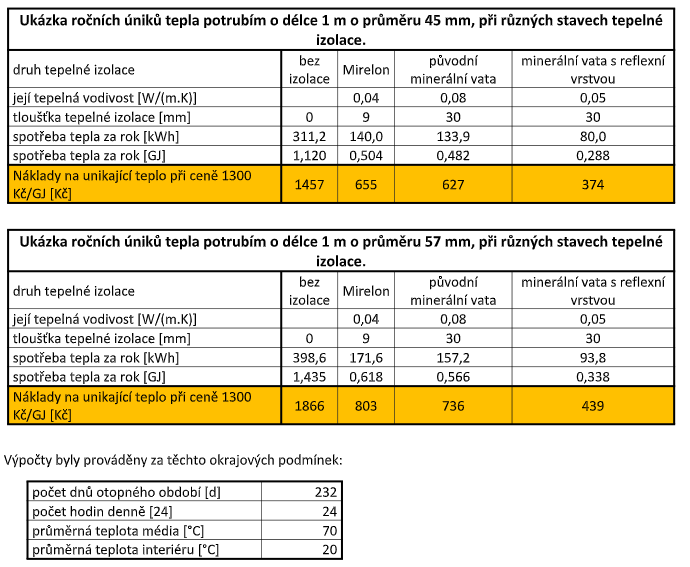 Ukázka ročních úniků tepla potrubím o délce 1 m o průměru 45 mm, při různých stavech tepelné
izolace.
druh tepelné izolace bez izolace Mirelon původní minerální vata minerální vata s reflexní vrstvou
její tepelná vodivost [W/(m.K)] 0,04 0,08 0,05
tloušťka tepelné izolace [mm] 0 9 30 30
spotřeba tepla za rok [kWh] 311,2 140,0 133,9 80,0
spotřeba tepla za rok [GJ] 1,120 0,504 0,482 0,288
Náklady na unikající teplo při ceně 1300
Kč/GJ [Kč] 1457 655 627 374
Ukázka ročních úniků tepla potrubím o délce 1 m o průměru 57 mm, při různých stavech tepelné
izolace.
druh tepelné izolace bez izolace Mirelon původní minerální vata minerální vata s reflexní vrstvou
její tepelná vodivost [W/(m.K)] 0,04 0,08 0,05
tloušťka tepelné izolace [mm] 0 9 30 30
spotřeba tepla za rok [kWh] 398,6 171,6 157,2 93,8
spotřeba tepla za rok [GJ] 1,435 0,618 0,566 0,338
Náklady na unikající teplo při ceně 1300
Kč/GJ [Kč] 1866 803 736 439
Výpočty byly prováděny za těchto okrajových podmínek:
počet dnů otopného období [d] 232
počet hodin denně [24] 24
průměrná teplota média [°C] 70
průměrná teplota interiéru [°C] 20